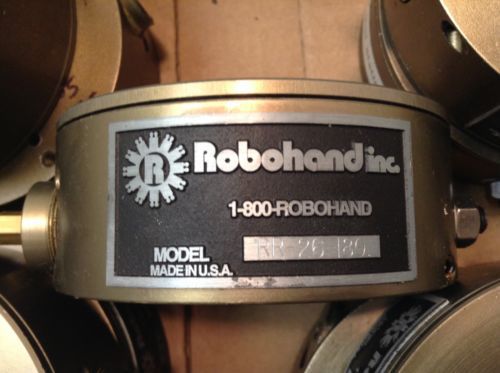 R Robohand inc.
1-800-ROBOHAND
MODEL RR-26-180.
MADE IN U.S.A.